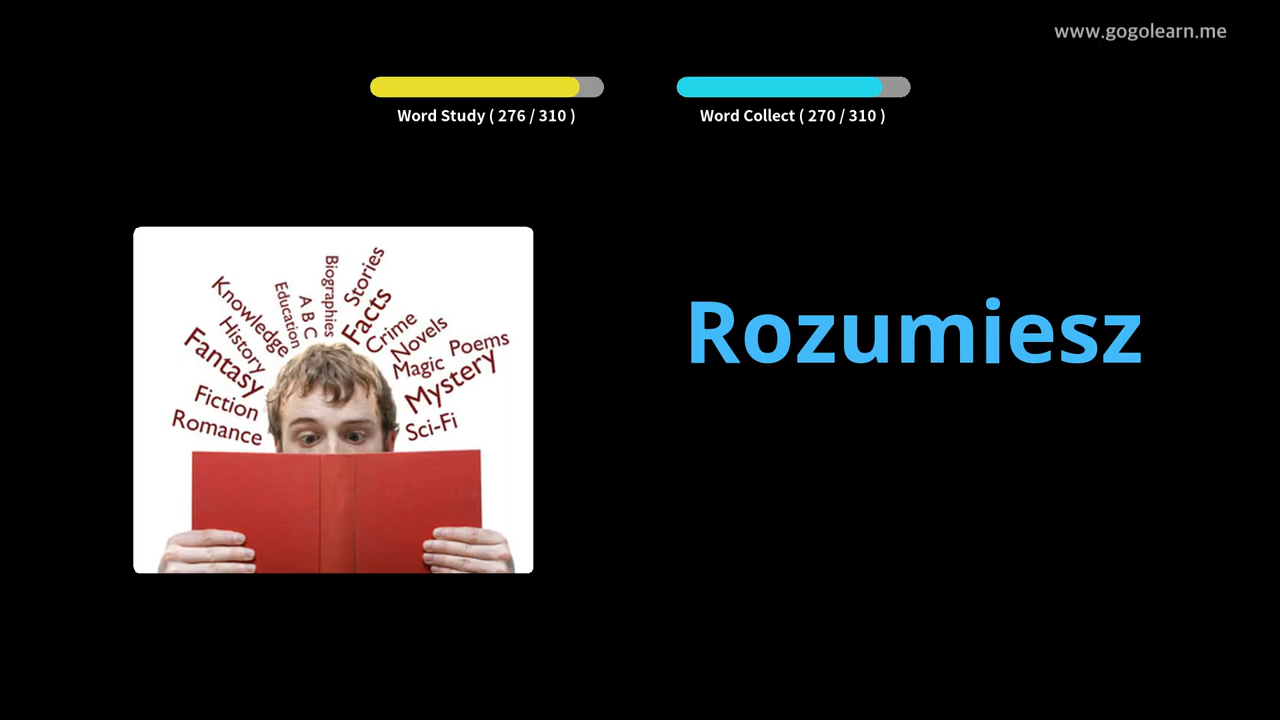 www.gogolearn.me
Word Study ( 276 / 310 )
Word Collect ( 270 / 310 )
Rozumiesz
Romance
Fiction
Fantasy
History
Knowledge
Education
A B C
Biographies
Stories
Facts
Crime
Novels
Magic
Poems
Mystery
Sci-Fi